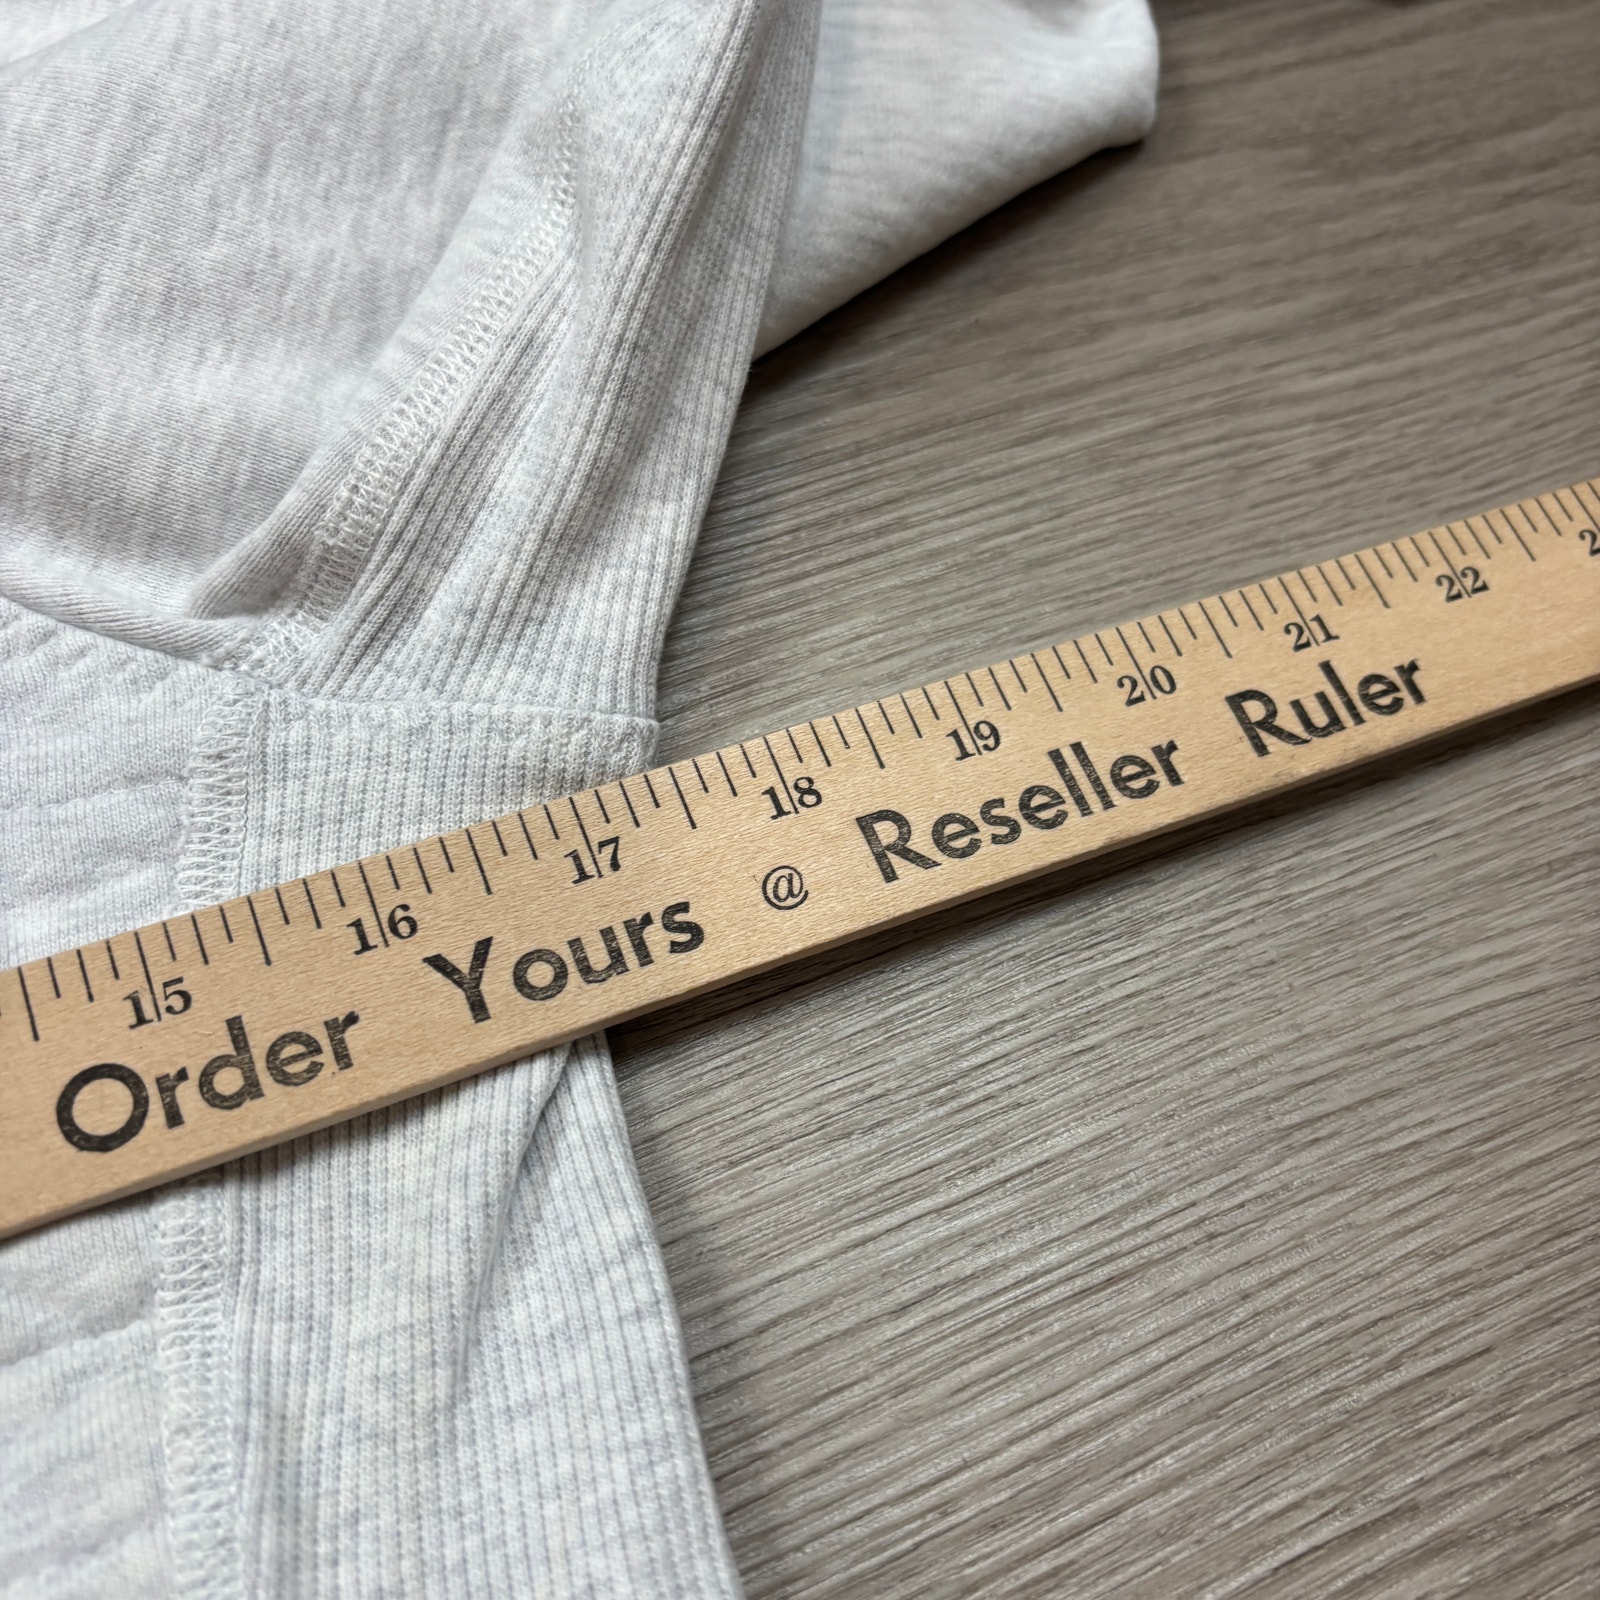 15 16 17 18 19 20 21 22
Order Yours @ Reseller Ruler